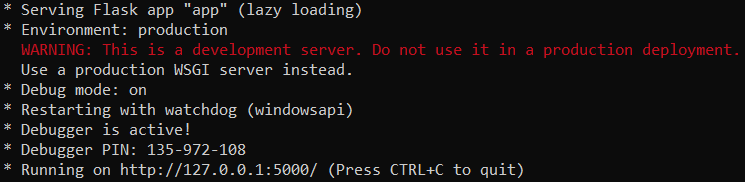 * Serving Flask app "app" (lazy loading)
* Environment: production
WARNING: This is a development server. Do not use it in a production deployment.
Use a production WSGI server instead.
* Debug mode: on
* Restarting with watchdog (windowsapi)
* Debugger is active!
* Debugger PIN: 135-972-108
* Running on http://127.0.0.1:5000/ (Press CTRL+C to quit)